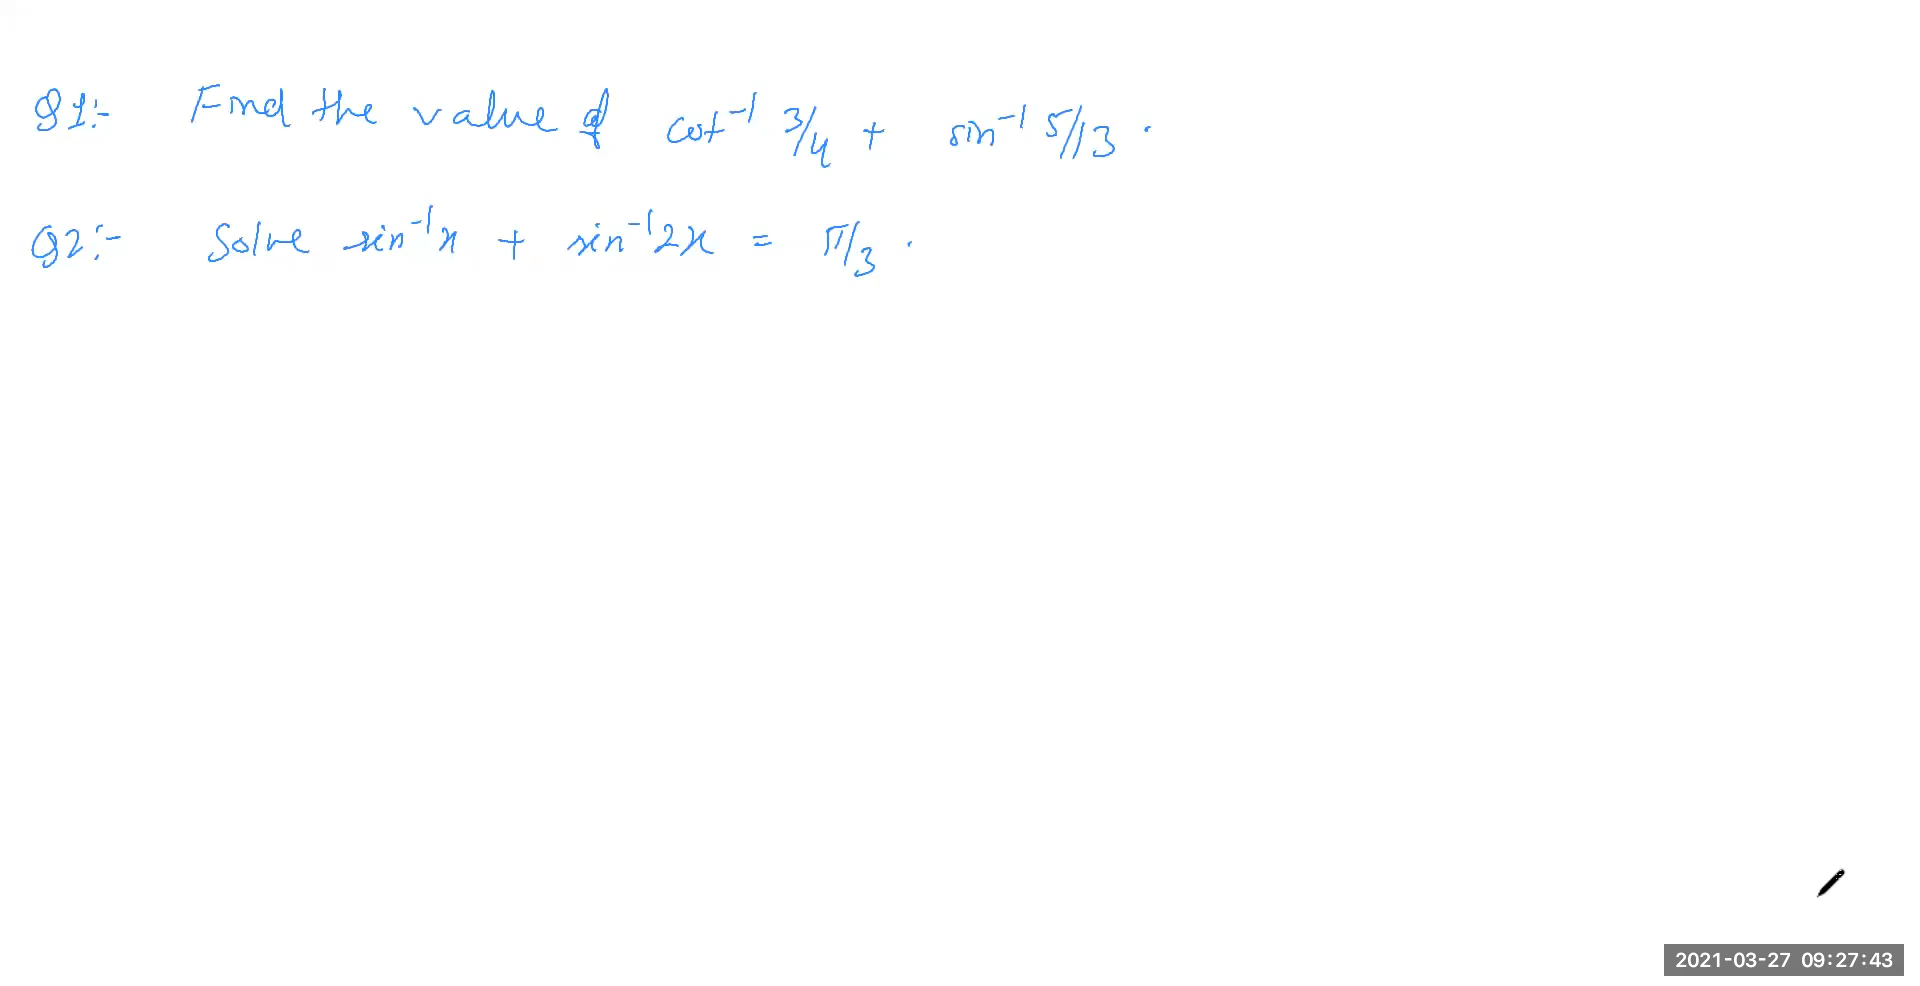 Q1:- Find the value of cot⁻¹ 3/4 + sin⁻¹ 5/13 .
Q2:- Solve sin⁻¹x + sin⁻¹2x = π/3 .
2021-03-27 09:27:43